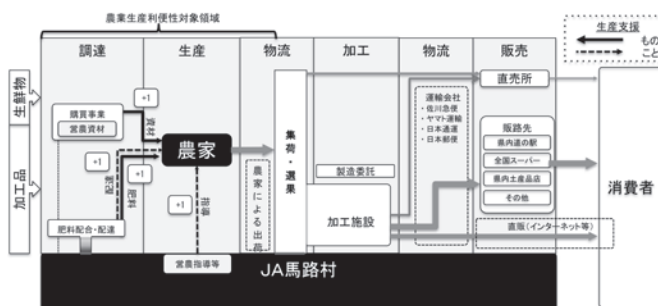 農業生産利便性対象領域
生産支援
もの
こと
調達
生産
物流
加工
物流
販売
生鮮物
加工品
購買事業
営農資材
+1
資材
農家
+1
配達
+1
肥料
+1
指導
肥料配合・配達
営農指導等
農家による出荷
集荷・選果
製造委託
加工施設
運輸会社
・佐川急便
・ヤマト運輸
・日本通運
・日本郵便
直売所
販路先
県内道の駅
全国スーパー
県内土産品店
その他
直販(インターネット等)
消費者
JA馬路村